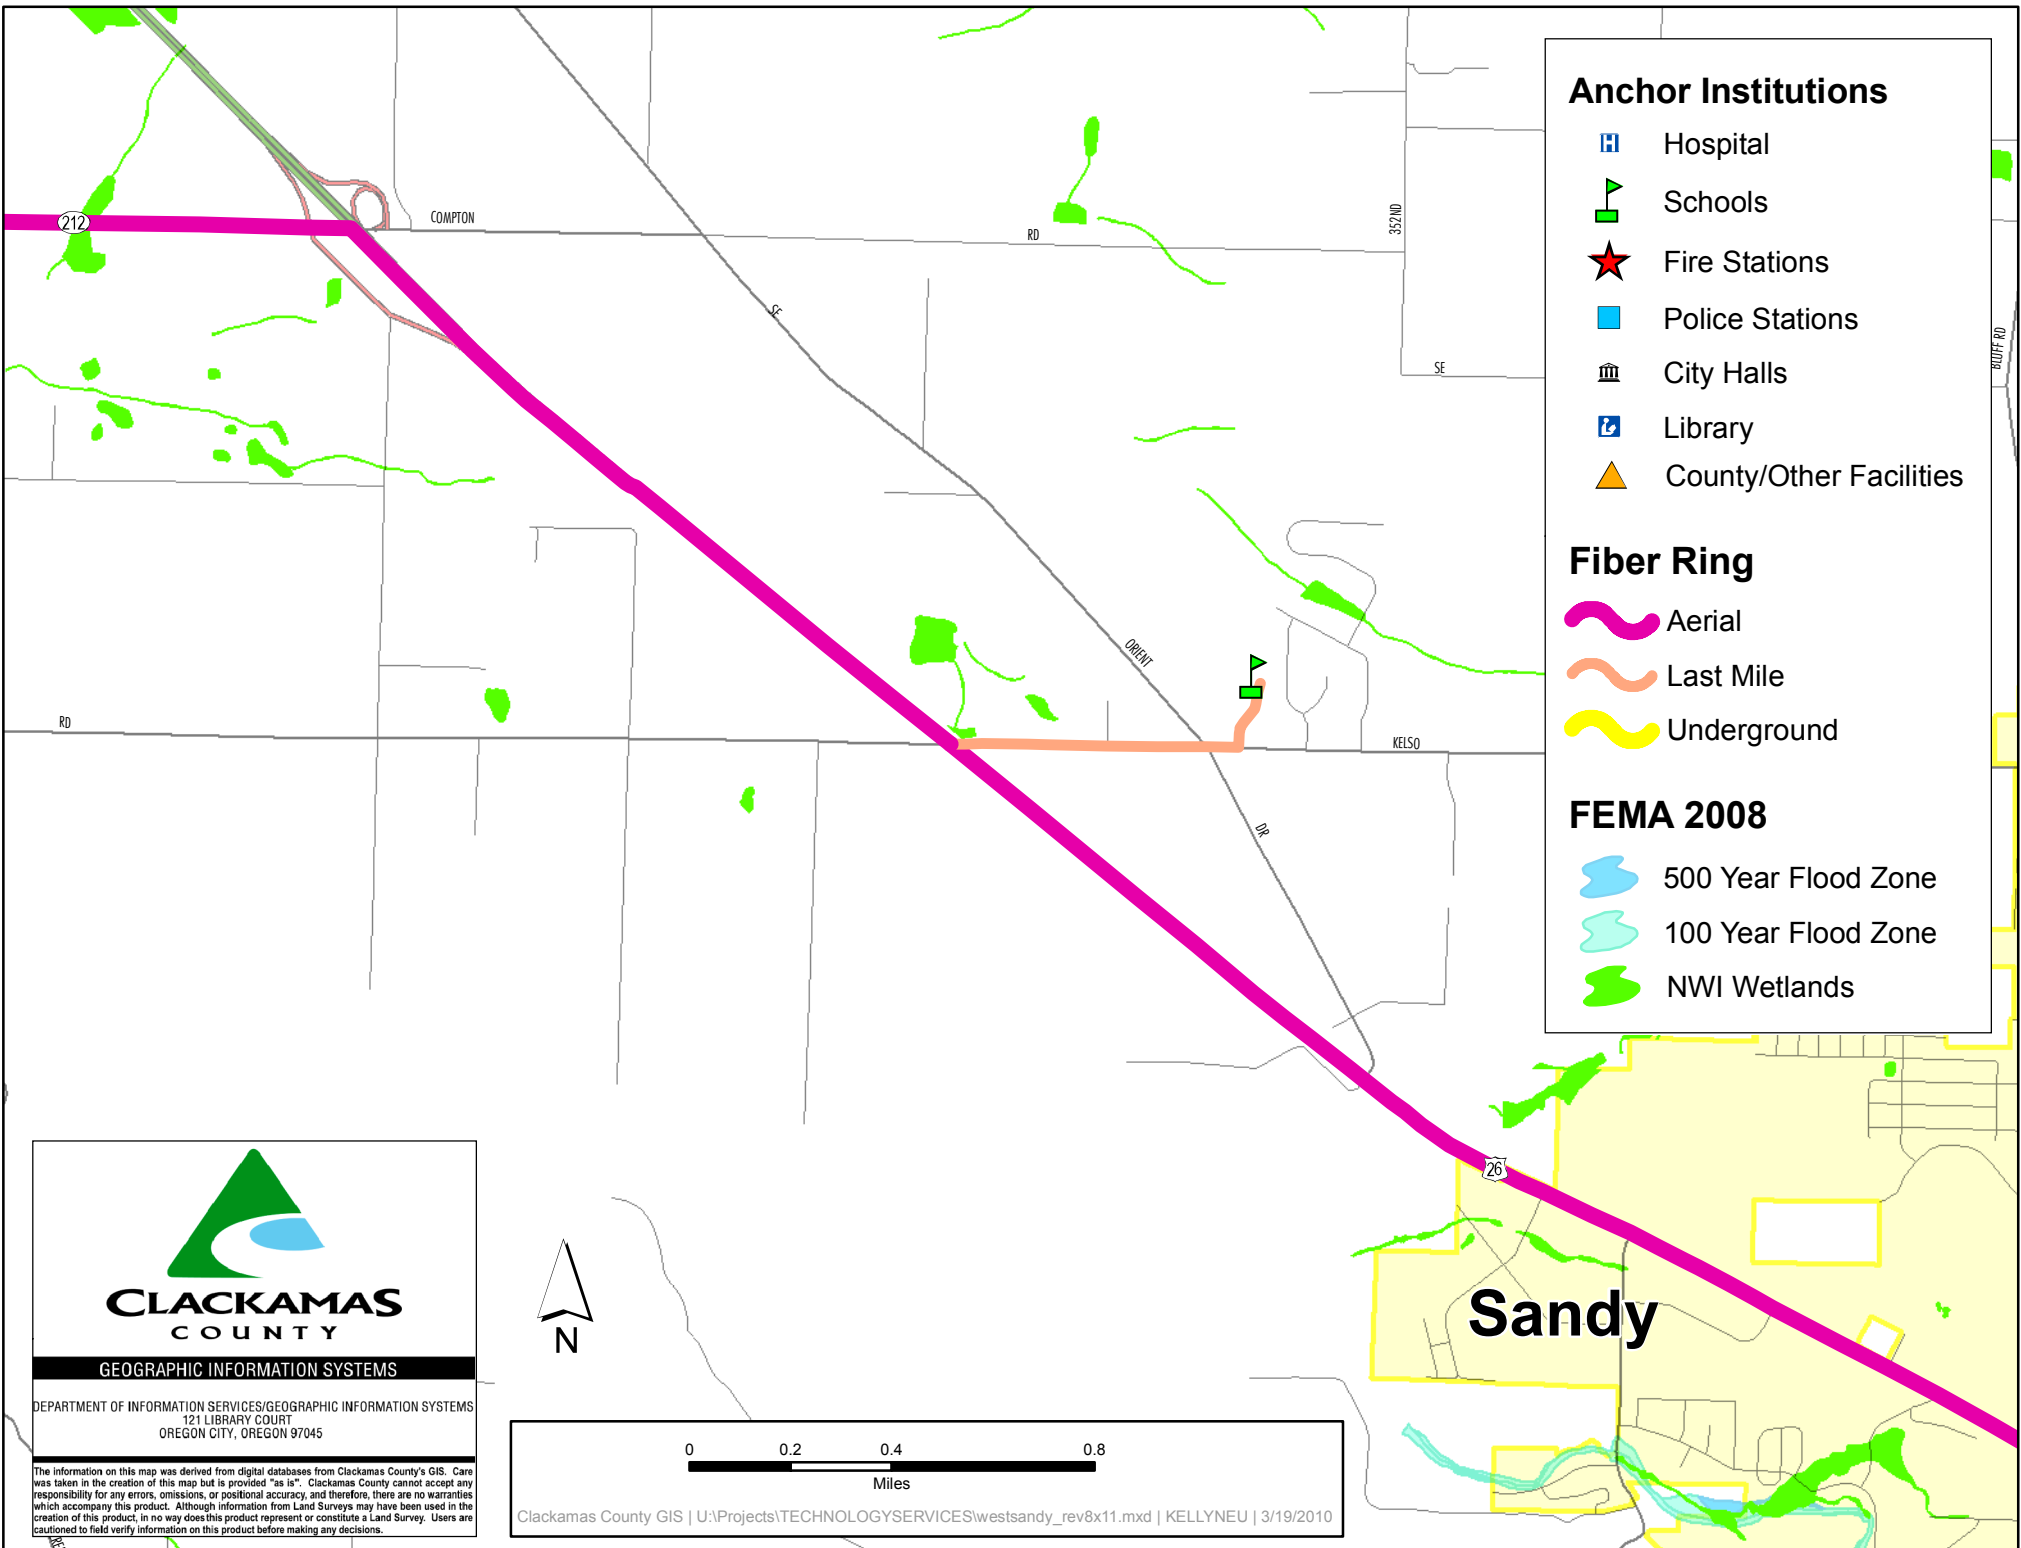 212
COMPTON
RD
352ND
SE
SE
BLUFF RD
ORIENT
RD
KELSO
DR
26
Sandy
Anchor Institutions
Hospital
Schools
Fire Stations
Police Stations
City Halls
Library
County/Other Facilities
Fiber Ring
Aerial
Last Mile
Underground
FEMA 2008
500 Year Flood Zone
100 Year Flood Zone
NWI Wetlands
CLACKAMAS
COUNTY
GEOGRAPHIC INFORMATION SYSTEMS
DEPARTMENT OF INFORMATION SERVICES/GEOGRAPHIC INFORMATION SYSTEMS
121 LIBRARY COURT
OREGON CITY, OREGON 97045
The information on this map was derived from digital databases from Clackamas County's GIS. Care
was taken in the creation of this map but is provided "as is". Clackamas County cannot accept any
responsibility for any errors, omissions, or positional accuracy, and therefore, there are no warranties
which accompany this product. Although information from Land Surveys may have been used in the
creation of this product, in no way does this product represent or constitute a Land Survey. Users are
cautioned to field verify information on this product before making any decisions.
N
0 0.2 0.4 0.8
Miles
Clackamas County GIS | U:\Projects\TECHNOLOGYSERVICES\westsandy_rev8x11.mxd | KELLYNEU | 3/19/2010